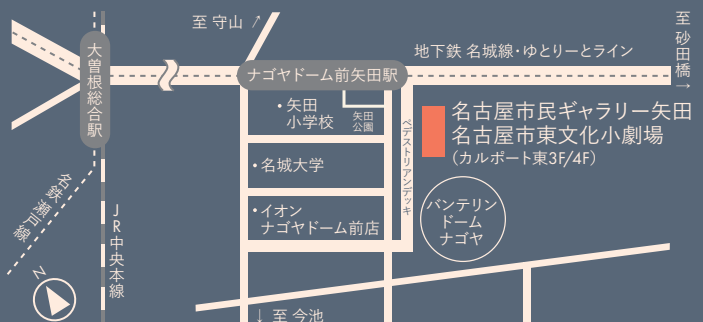 至 守山 ↗
至 砂田橋→
大曽根総合駅
ナゴヤドーム前矢田駅
地下鉄 名城線・ゆとりーとライン
・矢田
小学校
矢田
公園
ペデストリアンデッキ
名古屋市民ギャラリー矢田
名古屋市東文化小劇場
（カルポート東3F/4F）
・名城大学
・イオン
ナゴヤドーム前店
バンテリン
ドーム
ナゴヤ
名鉄 瀬戸線
JR中央本線
N
↓ 至 今池